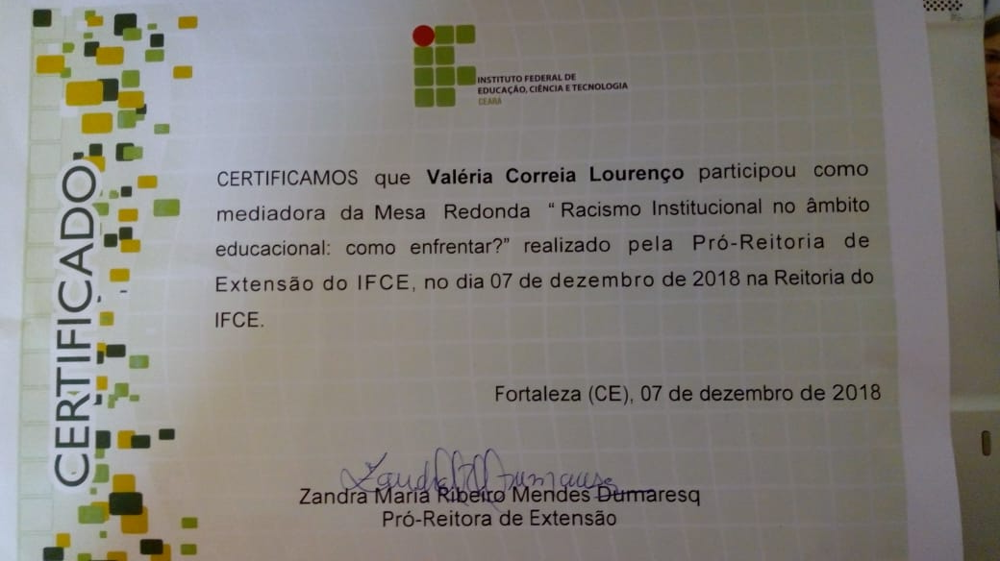 INSTITUTO FEDERAL DE
EDUCAÇÃO, CIÊNCIA E TECNOLOGIA
CEARÁ
CERTIFICADO
CERTIFICAMOS que Valéria Correia Lourenço participou como
mediadora da Mesa Redonda “ Racismo Institucional no âmbito
educacional: como enfrentar?” realizado pela Pró-Reitoria de
Extensão do IFCE, no dia 07 de dezembro de 2018 na Reitoria do
IFCE.
Fortaleza (CE), 07 de dezembro de 2018
Zandra Maria Ribeiro Mendes Dumaresq
Pró-Reitora de Extensão